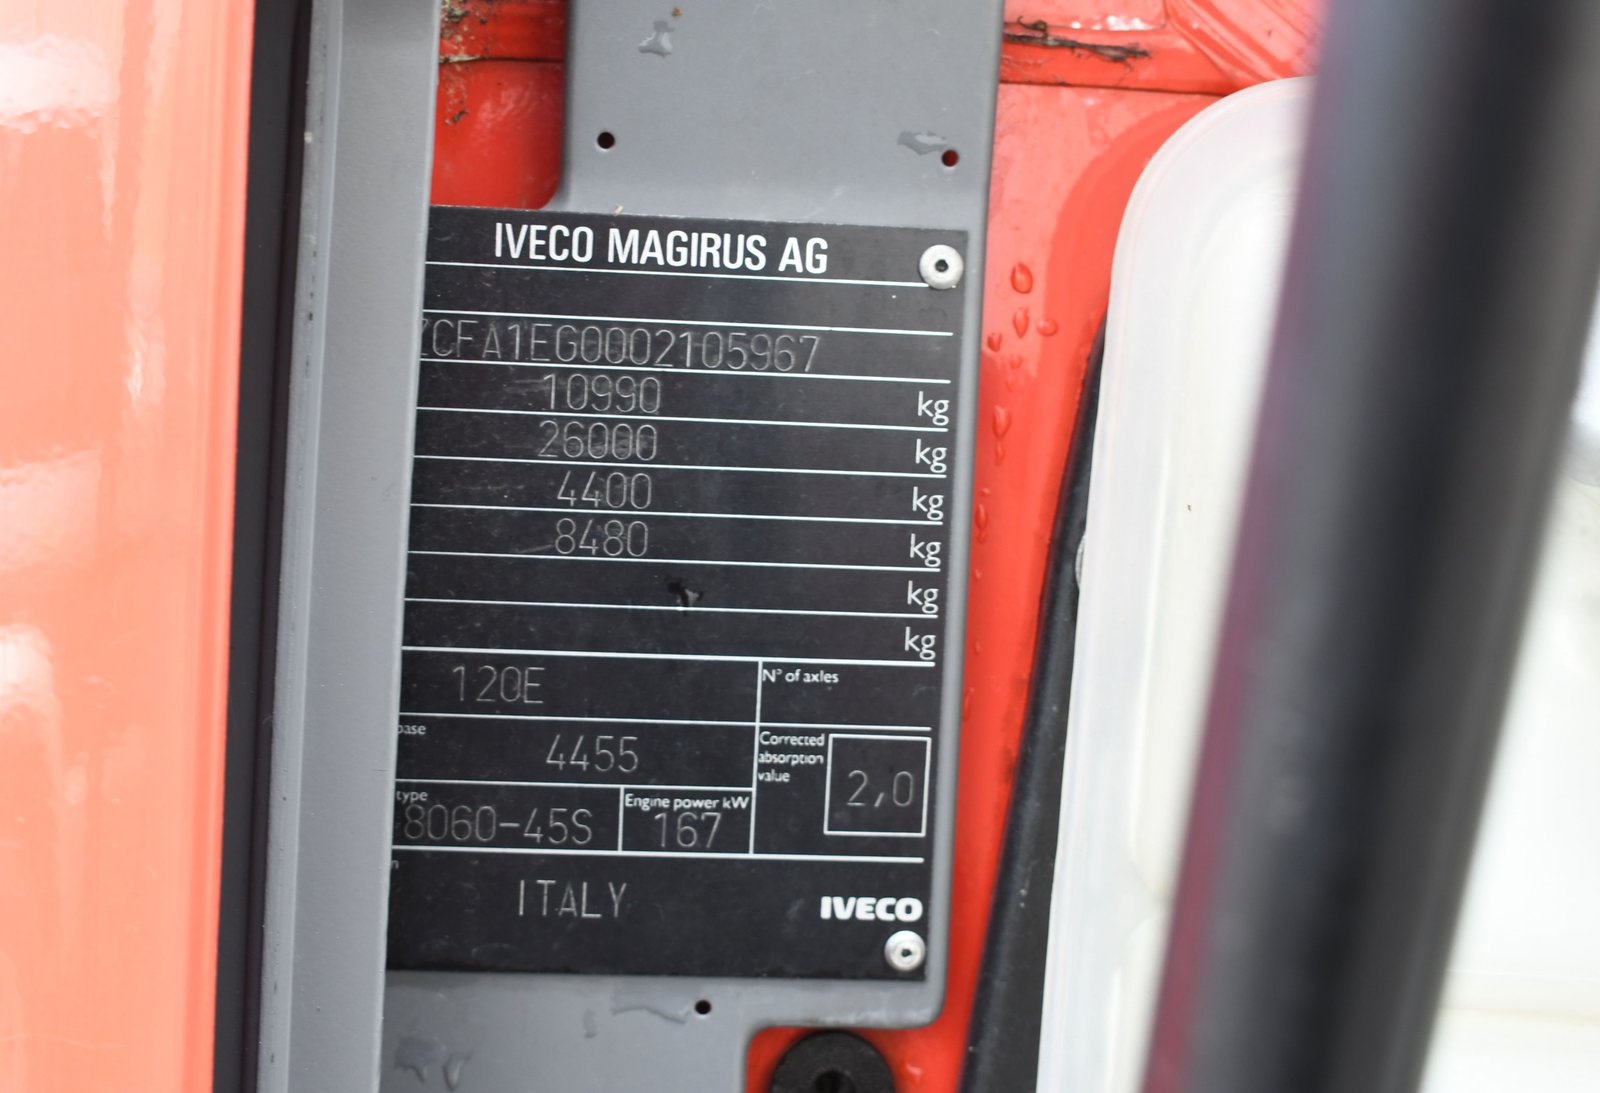 IVECO MAGIRUS AG
ZCFA1EG0002105967
10990 kg
26000 kg
4400 kg
8480 kg
kg
kg
120E
N° of axles
base
4455
Corrected
absorption
value
2,0
type
8060-45S
Engine power kW
167
n
ITALY
IVECO